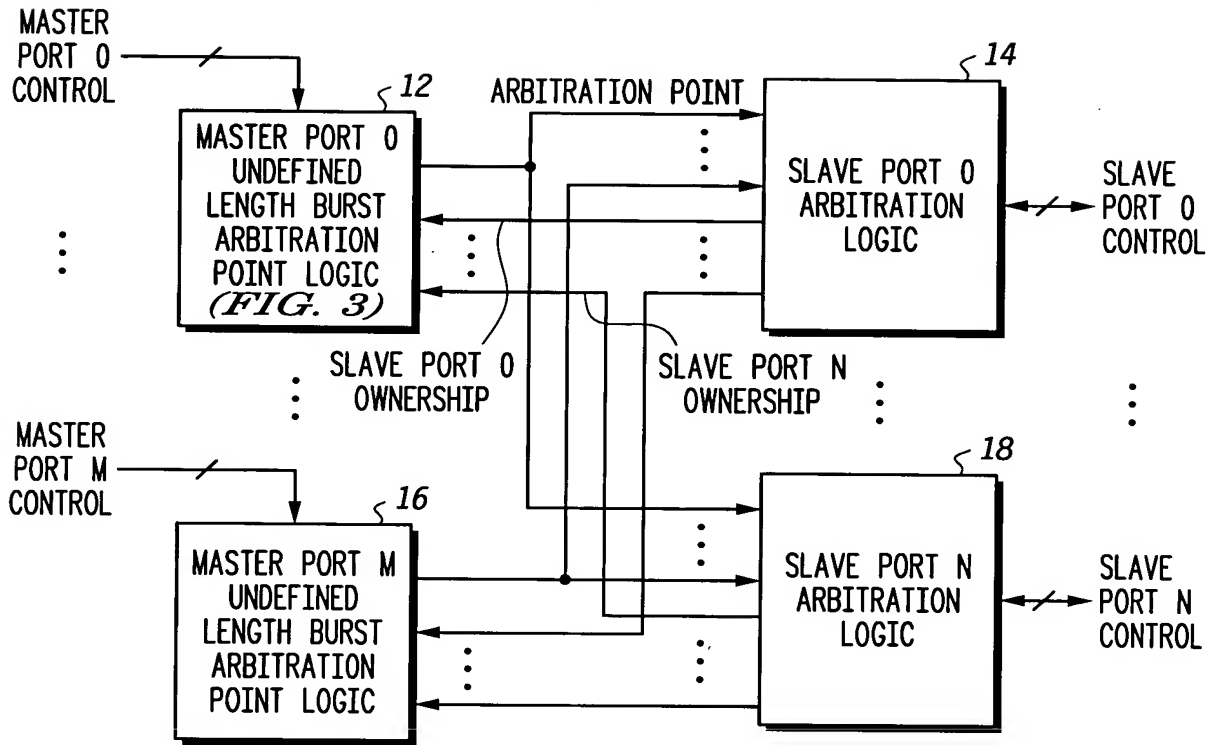 MASTER
PORT 0
CONTROL
12
MASTER PORT 0
UNDEFINED
LENGTH BURST
ARBITRATION
POINT LOGIC
(FIG. 3)
ARBITRATION POINT
14
SLAVE PORT 0
ARBITRATION
LOGIC
SLAVE
PORT 0
CONTROL
SLAVE PORT 0
OWNERSHIP
SLAVE PORT N
OWNERSHIP
MASTER
PORT M
CONTROL
16
MASTER PORT M
UNDEFINED
LENGTH BURST
ARBITRATION
POINT LOGIC
18
SLAVE PORT N
ARBITRATION
LOGIC
SLAVE
PORT N
CONTROL